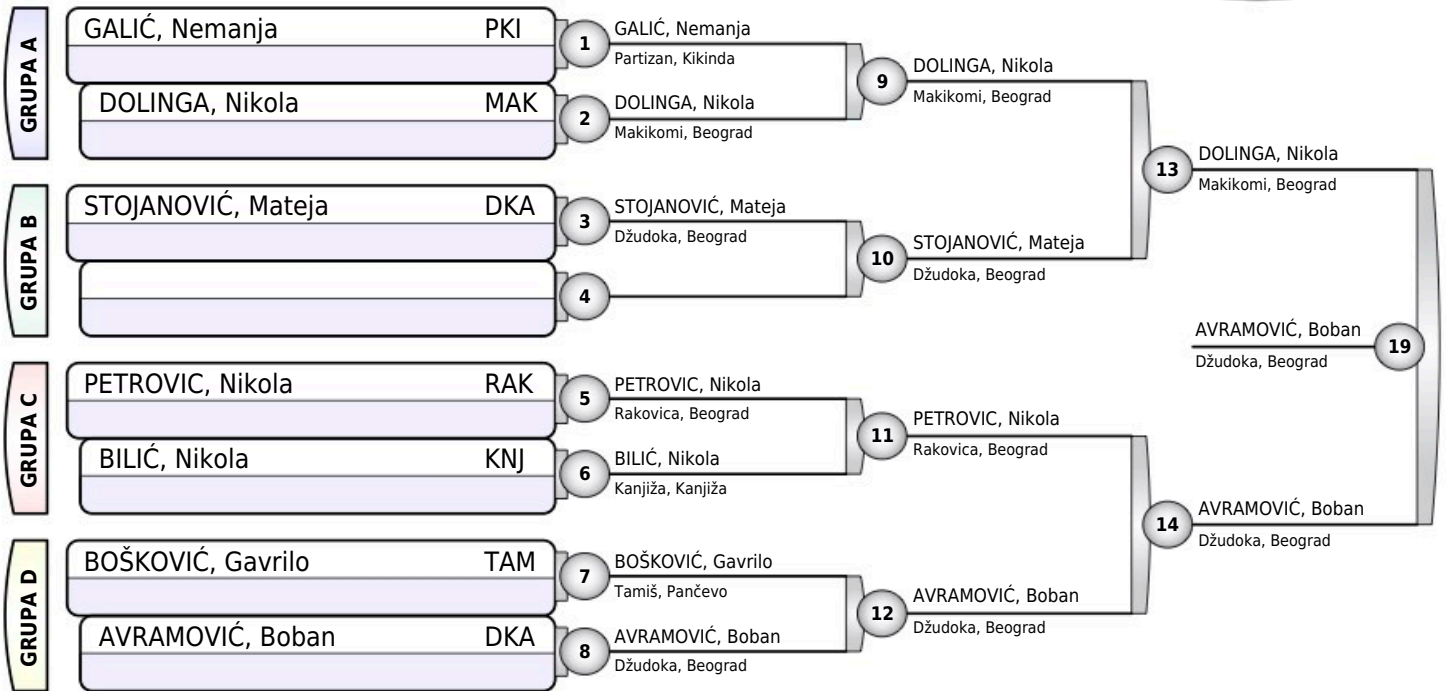 GRUPA A
GALIĆ, Nemanja PKI
DOLINGA, Nikola MAK
GRUPA B
STOJANOVIĆ, Mateja DKA
GRUPA C
PETROVIC, Nikola RAK
BILIĆ, Nikola KNJ
GRUPA D
BOŠKOVIĆ, Gavrilo TAM
AVRAMOVIĆ, Boban DKA
1
GALIĆ, Nemanja
Partizan, Kikinda
2
DOLINGA, Nikola
Makikomi, Beograd
3
STOJANOVIĆ, Mateja
Džudoka, Beograd
4
5
PETROVIC, Nikola
Rakovica, Beograd
6
BILIĆ, Nikola
Kanjiža, Kanjiža
7
BOŠKOVIĆ, Gavrilo
Tamiš, Pančevo
8
AVRAMOVIĆ, Boban
Džudoka, Beograd
9
DOLINGA, Nikola
Makikomi, Beograd
10
STOJANOVIĆ, Mateja
Džudoka, Beograd
11
PETROVIC, Nikola
Rakovica, Beograd
12
AVRAMOVIĆ, Boban
Džudoka, Beograd
13
DOLINGA, Nikola
Makikomi, Beograd
14
AVRAMOVIĆ, Boban
Džudoka, Beograd
AVRAMOVIĆ, Boban
Džudoka, Beograd
19